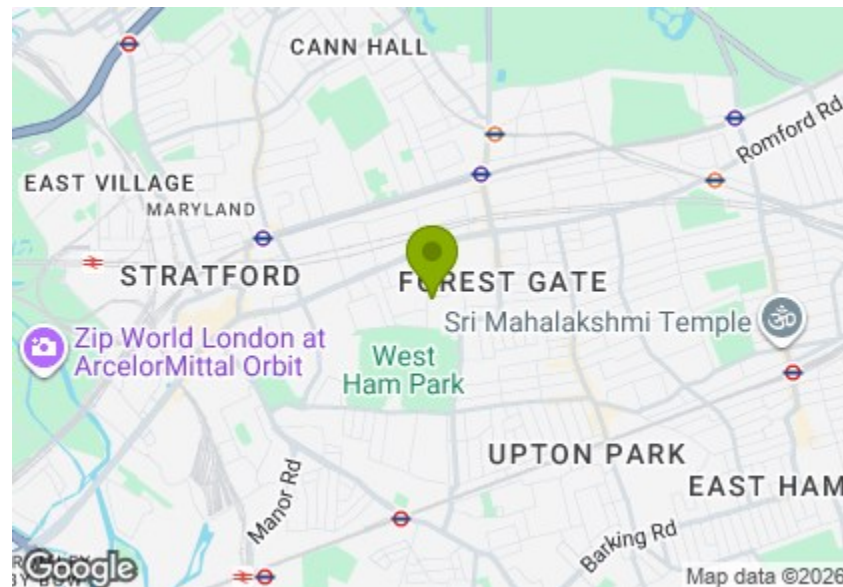 CANN HALL
Romford Rd
EAST VILLAGE
MARYLAND
STRATFORD
FOREST GATE
Sri Mahalakshmi Temple
Zip World London at
ArcelorMittal Orbit
West
Ham Park
UPTON PARK
EAST HAM
Manor Rd
Barking Rd
Google
Map data ©2026